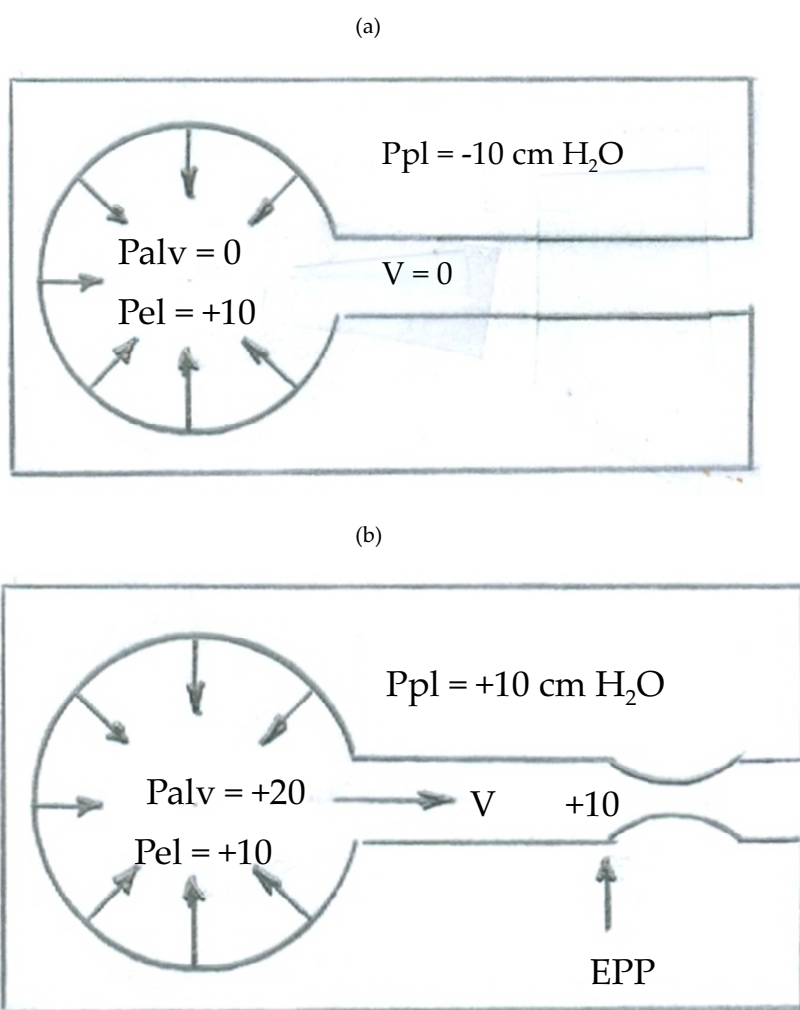 (a)
Ppl = -10 cm H₂O
Palv = 0
V = 0
Pel = +10
(b)
Ppl = +10 cm H₂O
Palv = +20
V
+10
Pel = +10
EPP